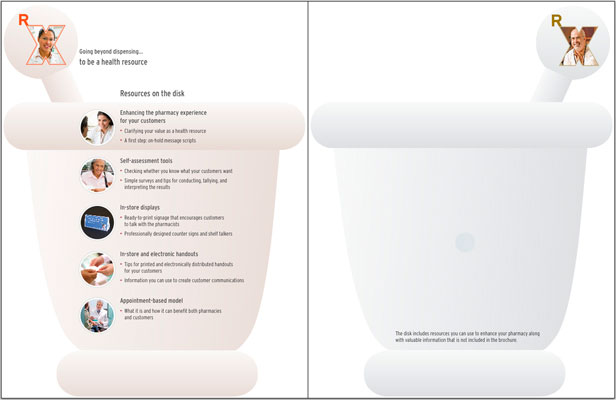 R
Going beyond dispensing...
to be a health resource
Resources on the disk
Enhancing the pharmacy experience
for your customers
• Clarifying your value as a health resource
• A first step: on-hold message scripts
Self-assessment tools
• Checking whether you know what your customers want
• Simple surveys and tips for conducting, tallying, and
interpreting the results
In-store displays
• Ready-to-print signage that encourages customers
to talk with the pharmacists
• Professionally designed counter signs and shelf talkers
In-store and electronic handouts
• Tips for printed and electronically distributed handouts
for your customers
• Information you can use to create customer communications
Appointment-based model
• What it is and how it can benefit both pharmacies
and customers
R
The disk includes resources you can use to enhance your pharmacy along
with valuable information that is not included in the brochure.